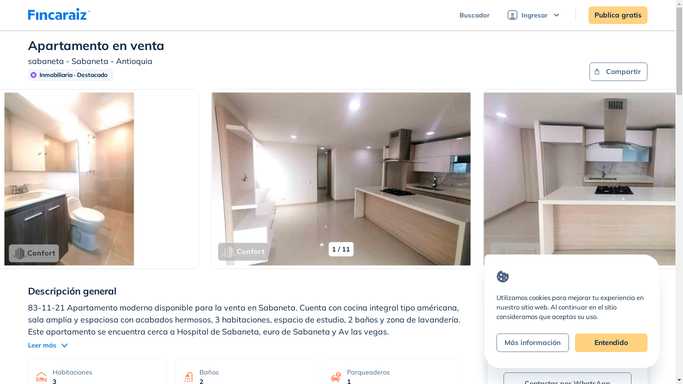 Fincaraiz
Buscador
Ingresar
Publica gratis
Apartamento en venta
sabaneta - Sabaneta - Antioquia
Inmobiliaria · Destacado
Compartir
Confort
Confort
1 / 11
Descripción general
83-11-21 Apartamento moderno disponible para la venta en Sabaneta. Cuenta con cocina integral tipo américana,
sala amplia y espaciosa con acabados hermosos, 3 habitaciones, espacio de estudio, 2 baños y zona de lavandería.
Este apartamento se encuentra cerca a Hospital de Sabaneta, euro de Sabaneta y Av las vegas.
Leer más
Habitaciones
3
Baños
2
Parqueaderos
1
Utilizamos cookies para mejorar tu experiencia en
nuestro sitio web. Al continuar en el sitio
consideramos que aceptas su uso.
Más información
Entendido
Contactar por WhatsApp